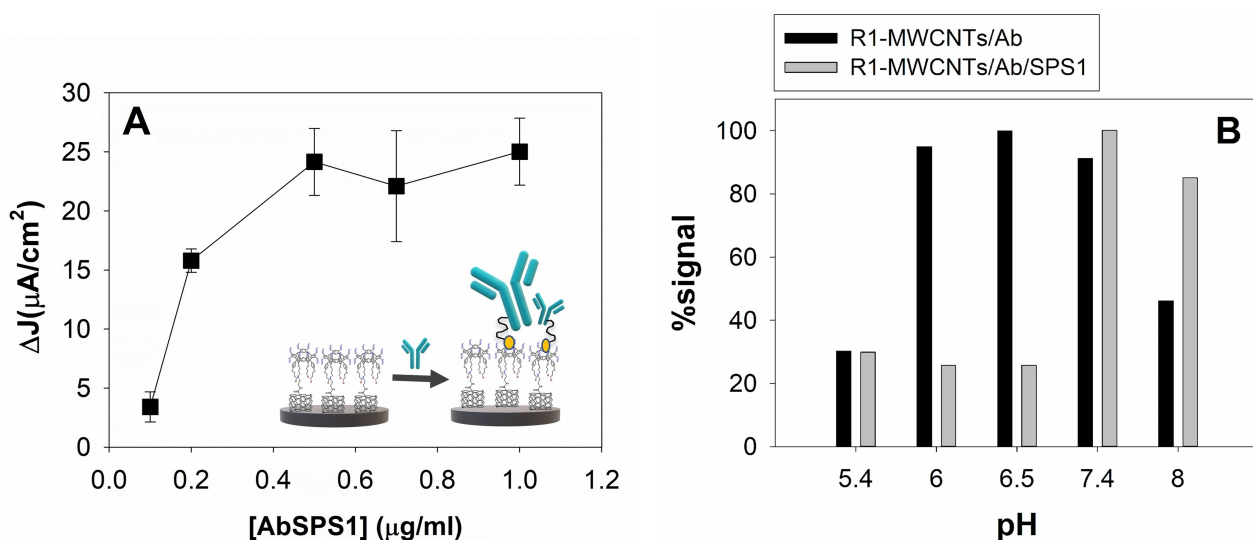 A
30
25
20
15
10
5
0
ΔJ(μA/cm²)
0.0 0.2 0.4 0.6 0.8 1.0 1.2
[AbSPS1] (μg/ml)
R1-MWCNTs/Ab
R1-MWCNTs/Ab/SPS1
B
100
80
60
40
20
0
%signal
5.4 6 6.5 7.4 8
pH